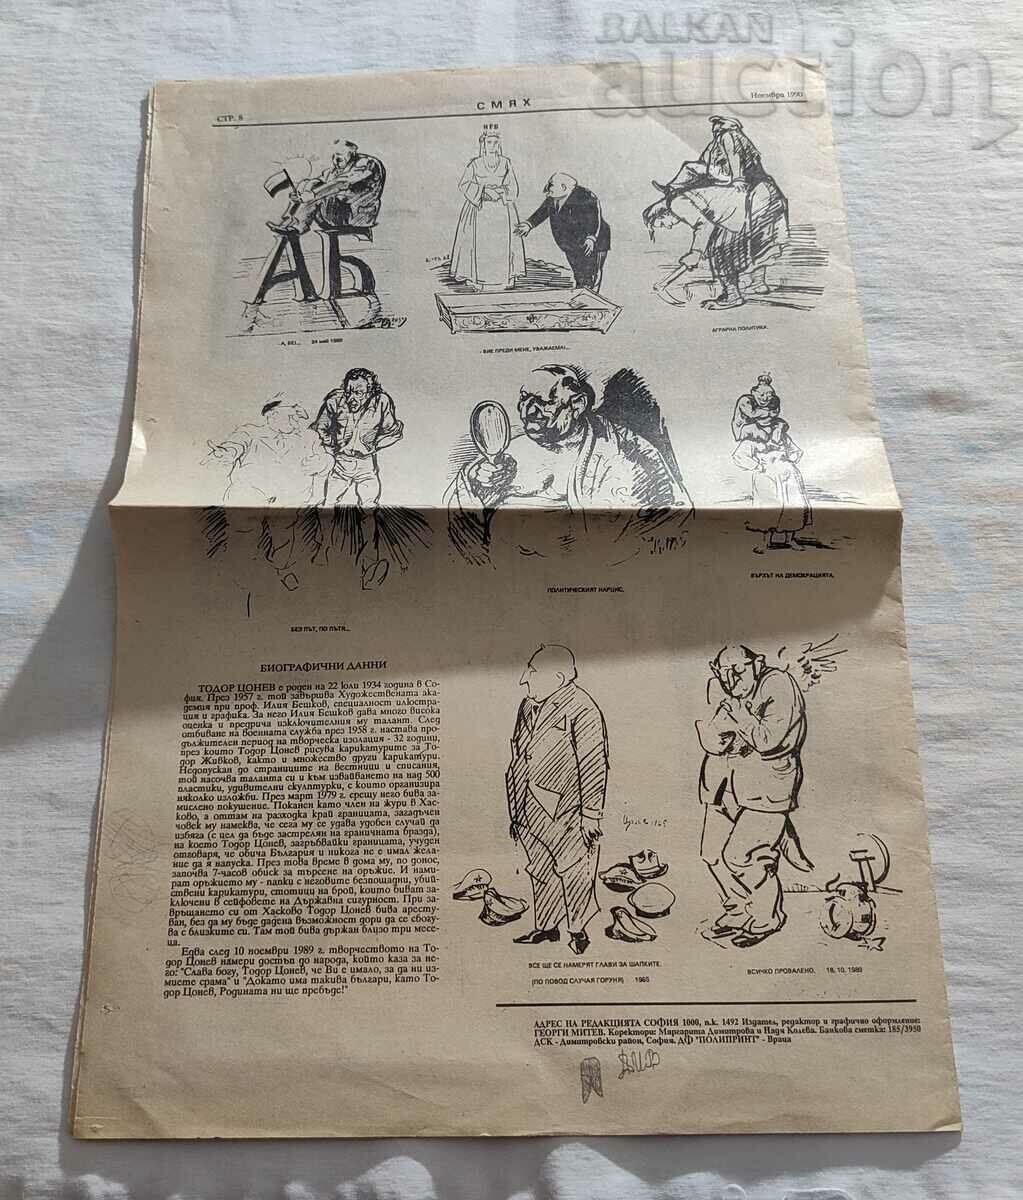 BALKAN
auction
СТР. 8
СМЯХ
Ноември 1990
НРБ
АБ
- А, БЕ!... 24 май 1989
- ВИЕ ПРЕДИ МЕНЕ, УВАЖАЕМА!...
АГРАРНА ПОЛИТИКА.
БЕЗ ПЪТ, ПО ПЪТЯ...
ПОЛИТИЧЕСКИЯТ НАРЦИС.
ВЪРХЪТ НА ДЕМОКРАЦИЯТА.
БИОГРАФИЧНИ ДАННИ
ТОДОР ЦОНЕВ е роден на 22 юли 1934 година в Со-
фия. През 1957 г. той завършва Художествената ака-
демия при проф. Илия Бешков, специалност илюстра-
ция и графика. За него Илия Бешков дава много висока
оценка и предрича изключителния му талант. След
отбиване на военната служба през 1958 г. настава про-
дължителен период на творческа изолация - 32 години,
през които Тодор Цонев рисува карикатурите за То-
дор Живков, както и множество други карикатури.
Недопускан до страниците на вестници и списания,
той насочва таланта си и към извайването на над 500
пластики, удивителни скулптурки, с които организира
няколко изложби. През март 1979 г. срещу него бива за-
мислено покушение. Поканен като член на жури в Хас-
ково, а оттам на разходка край границата, загадъчен
човек му намеква, че сега му се удава удобен случай да
избяга (с цел да бъде застрелян на граничната бразда),
на което Тодор Цонев, загръбвайки границата, учуден
отговаря, че обича България и никога не е имал жела-
ние да я напуска. През това време в дома му, по донос,
започва 7-часов обиск за търсене на оръжие. И нами-
рат оръжието му - папки с неговите безпощадни, убий-
ствени карикатури, стотици на брой, които биват за-
ключени в сейфовете на Държавна сигурност. При за-
връщането си от Хасково Тодор Цонев бива аресту-
ван, без да му бъде дадена възможност дори да се сбогу-
ва с близките си. Там той бива държан близо три месе-
ца.
Едва след 10 ноември 1989 г. творчеството на То-
дор Цонев намери достъп до народа, който каза за не-
го: "Слава богу, Тодор Цонев, че Ви е имало, за да ни из-
миете срама" и "Докато има такива българи, като То-
дор Цонев, Родината ни ще пребъде!"
ВСЕ ЩЕ СЕ НАМЕРЯТ ГЛАВИ ЗА ШАПКИТЕ.
(ПО ПОВОД СЛУЧАЯ ГОРУНЯ) 1965
ВСИЧКО ПРОВАЛЕНО. 18. 10. 1989
АДРЕС НА РЕДАКЦИЯТА СОФИЯ 1000, п.к. 1492 Издател, редактор и графично оформление:
ГЕОРГИ МИТЕВ. Коректори: Маргарита Димитрова и Надя Колева. Банкова сметка: 185/3950
ДСК - Димитровски район, София. ДФ "ПОЛИПРИНТ" - Враца